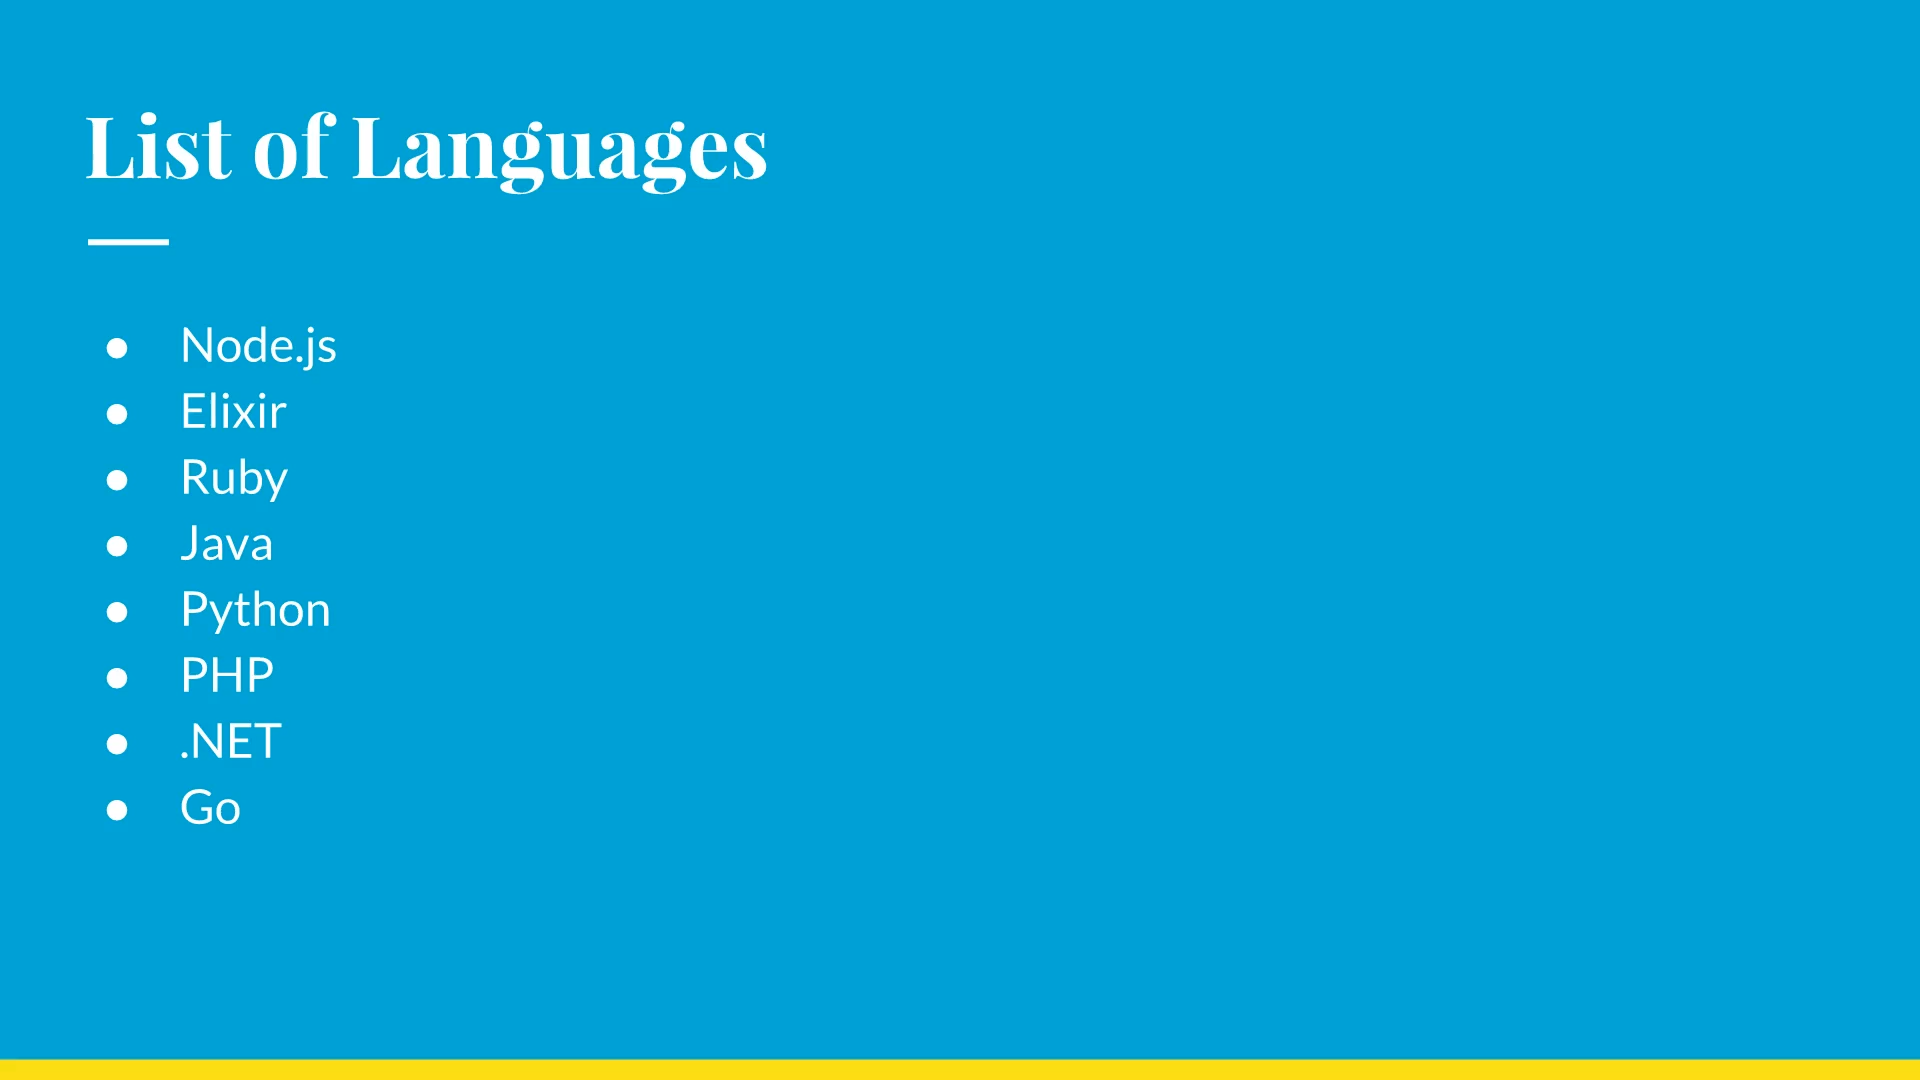 List of Languages
● Node.js
● Elixir
● Ruby
● Java
● Python
● PHP
● .NET
● Go